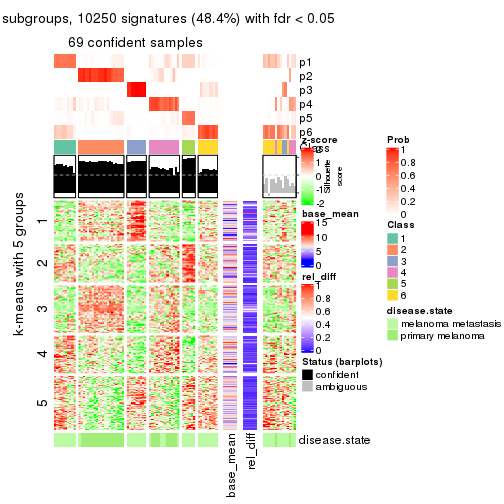 subgroups, 10250 signatures (48.4%) with fdr < 0.05
69 confident samples
p1
p2
p3
p4
p5
p6
Class
Silhouette
score
k-means with 5 groups
1
2
3
4
5
base_mean
rel_diff
disease.state
z-score
2
1
0
-1
-2
base_mean
15
10
5
0
rel_diff
1
0.8
0.6
0.4
0.2
0
Status (barplots)
confident
ambiguous
Prob
1
0.8
0.6
0.4
0.2
0
Class
1
2
3
4
5
6
disease.state
melanoma metastasis
primary melanoma